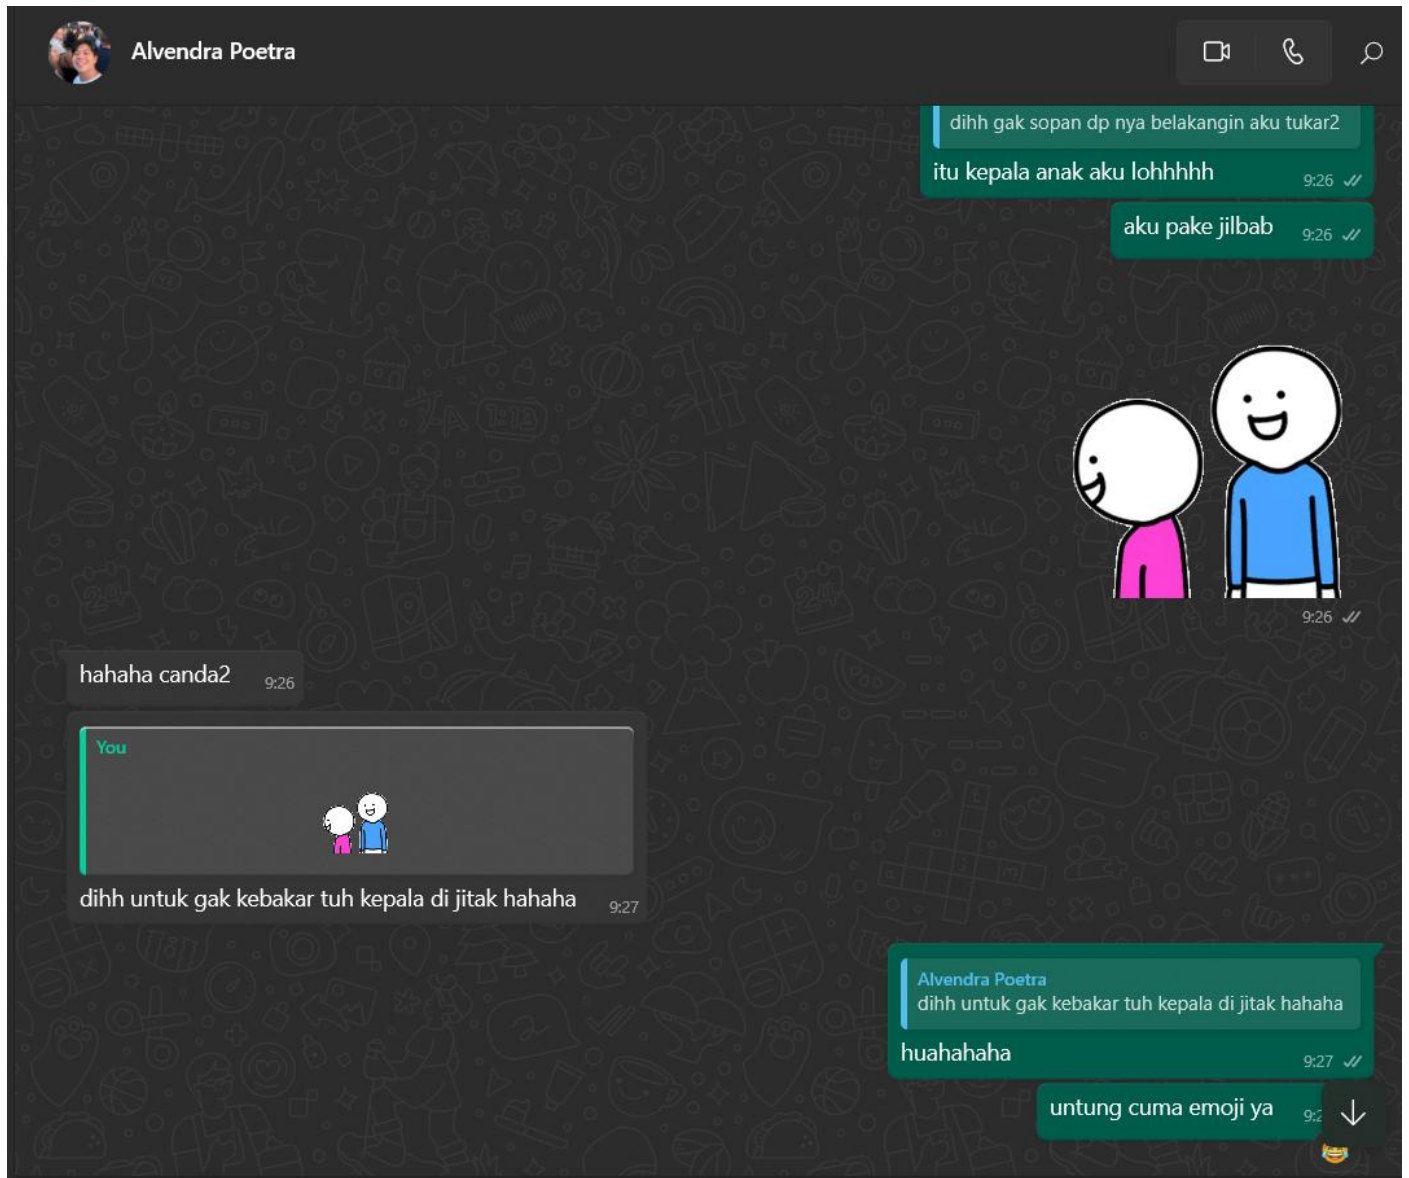 Alvendra Poetra
dihh gak sopan dp nya belakangin aku tukar2
itu kepala anak aku lohhhhh
9:26
aku pake jilbab
9:26
9:26
hahaha canda2
9:26
You
dihh untuk gak kebakar tuh kepala di jitak hahaha
9:27
Alvendra Poetra
dihh untuk gak kebakar tuh kepala di jitak hahaha
huahahaha
9:27
untung cuma emoji ya